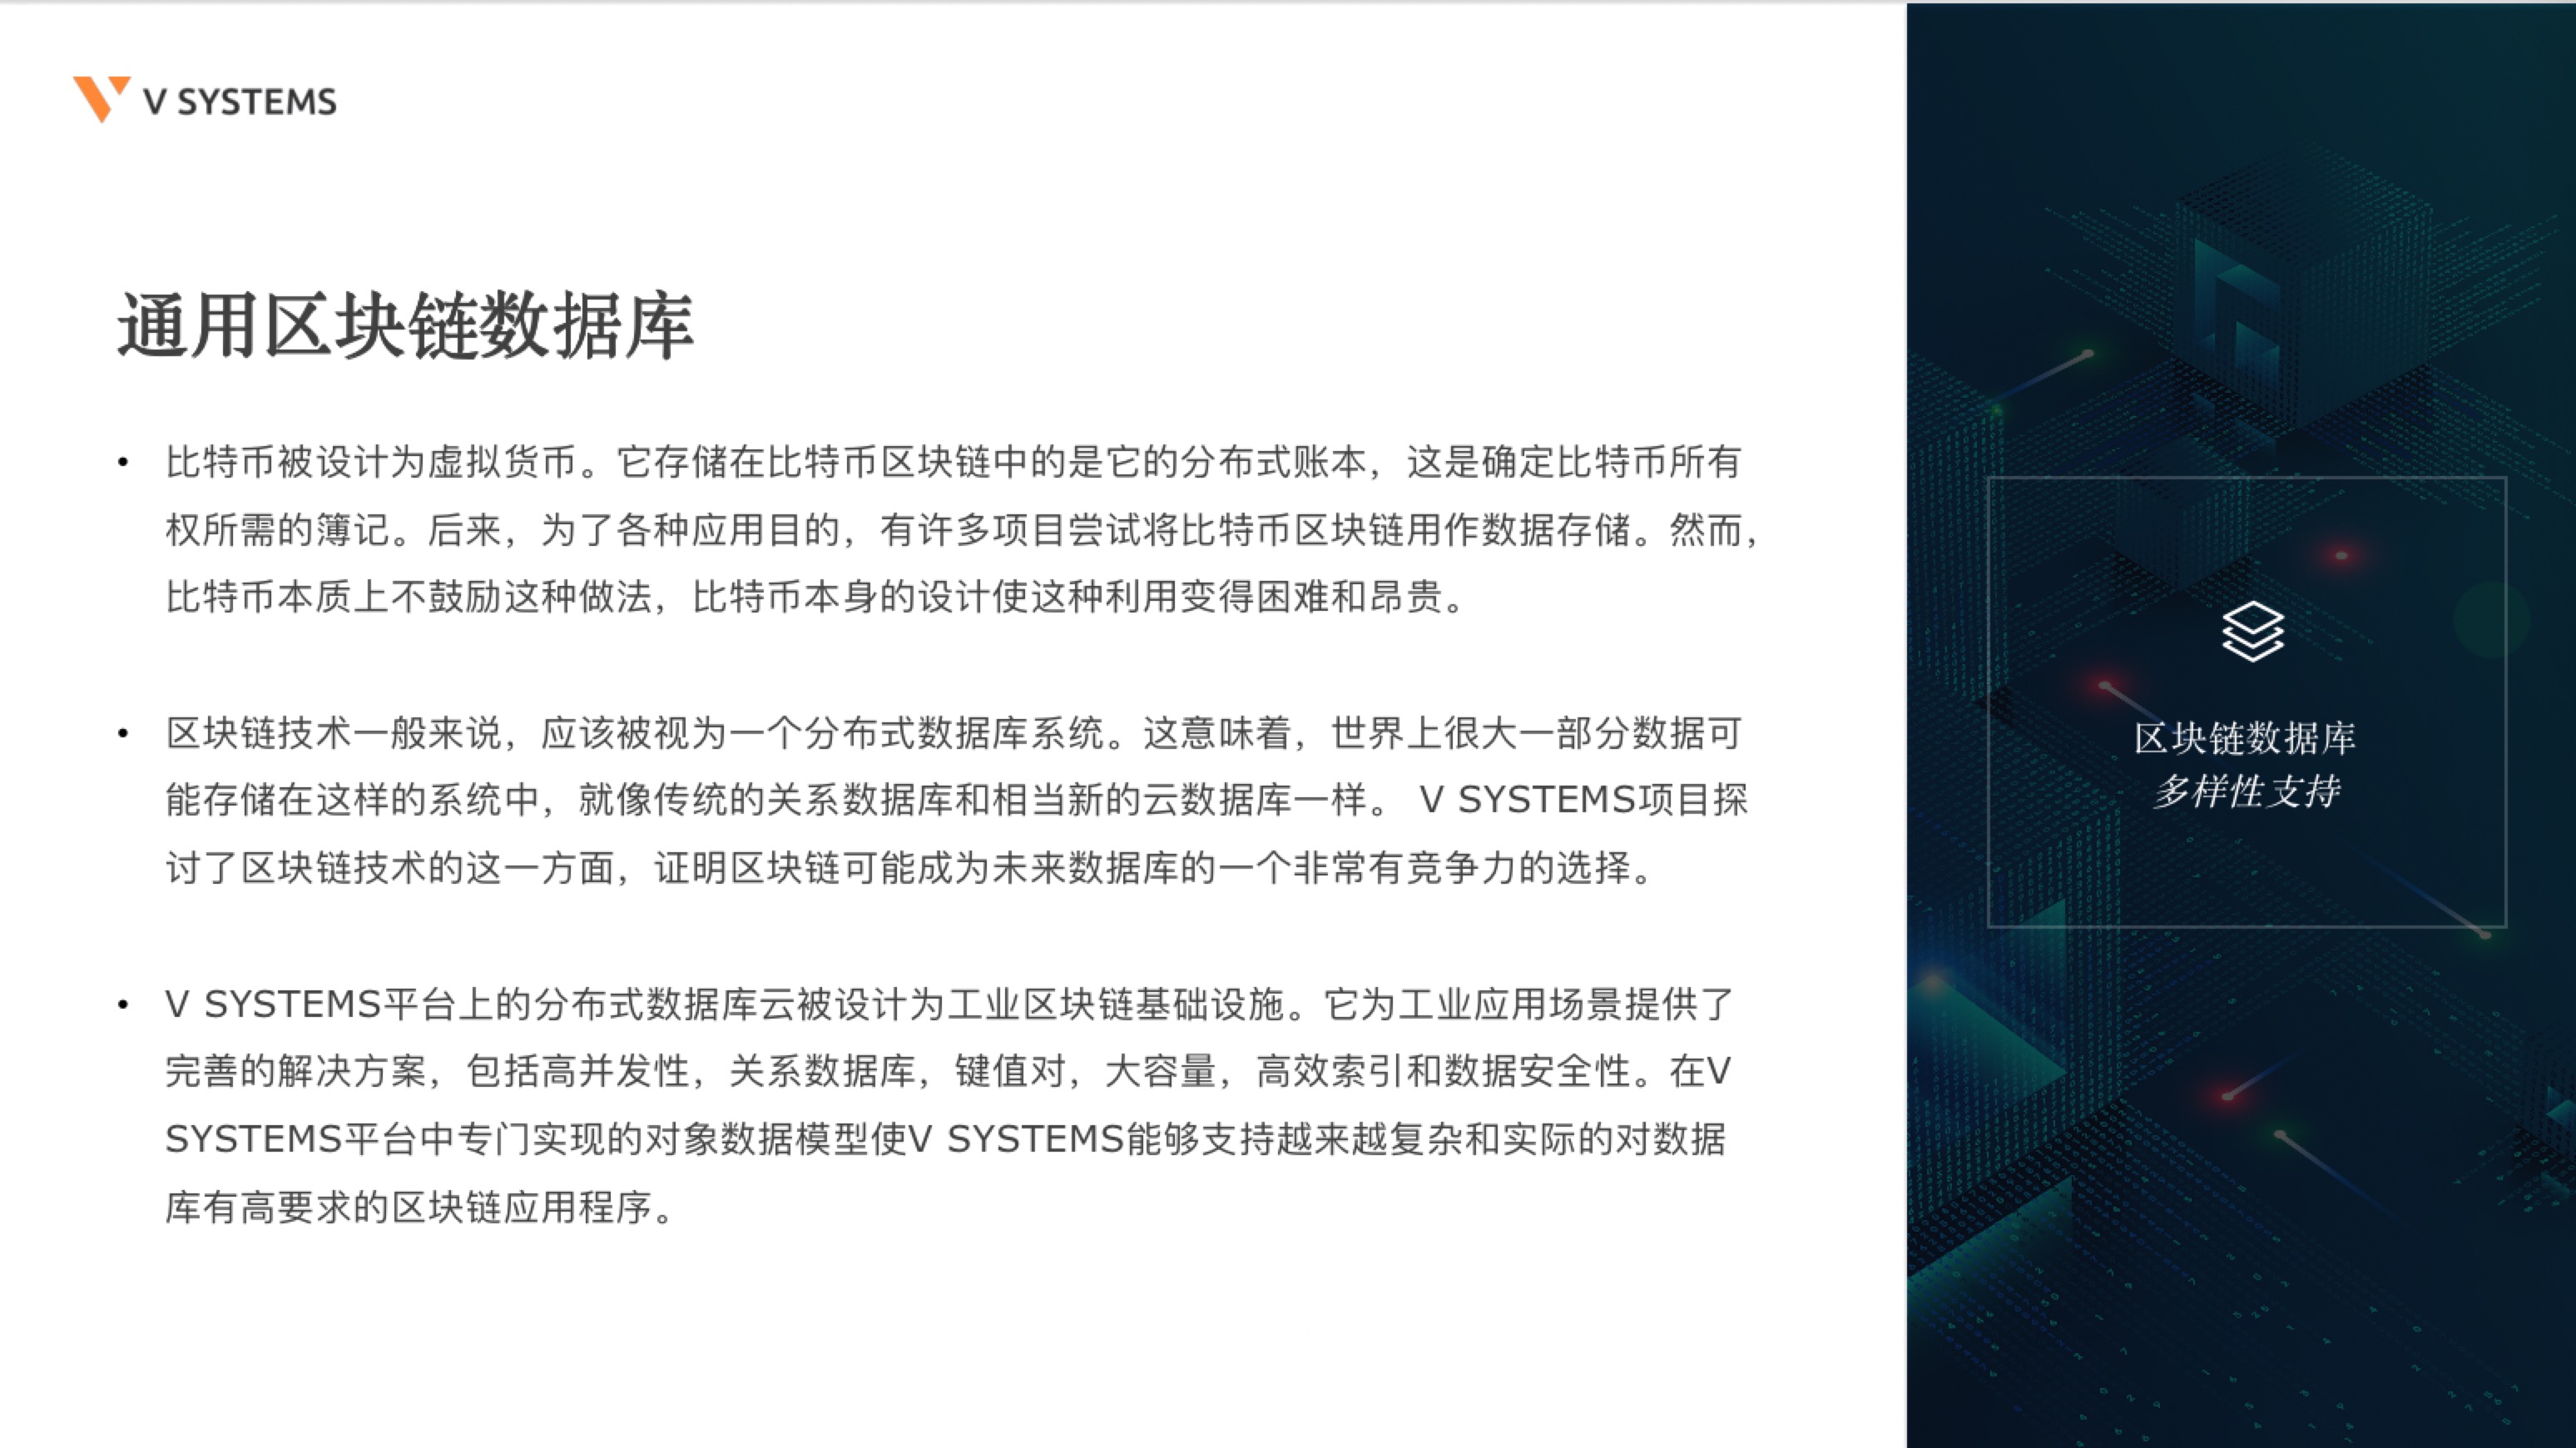 V SYSTEMS
通用区块链数据库
• 比特币被设计为虚拟货币。它存储在比特币区块链中的是它的分布式账本，这是确定比特币所有
权所需的簿记。后来，为了各种应用目的，有许多项目尝试将比特币区块链用作数据存储。然而，
比特币本质上不鼓励这种做法，比特币本身的设计使这种利用变得困难和昂贵。
• 区块链技术一般来说，应该被视为一个分布式数据库系统。这意味着，世界上很大一部分数据可
能存储在这样的系统中，就像传统的关系数据库和相当新的云数据库一样。 V SYSTEMS项目探
讨了区块链技术的这一方面，证明区块链可能成为未来数据库的一个非常有竞争力的选择。
• V SYSTEMS平台上的分布式数据库云被设计为工业区块链基础设施。它为工业应用场景提供了
完善的解决方案，包括高并发性，关系数据库，键值对，大容量，高效索引和数据安全性。在V
SYSTEMS平台中专门实现的对象数据模型使V SYSTEMS能够支持越来越复杂和实际的对数据
库有高要求的区块链应用程序。
区块链数据库
多样性支持